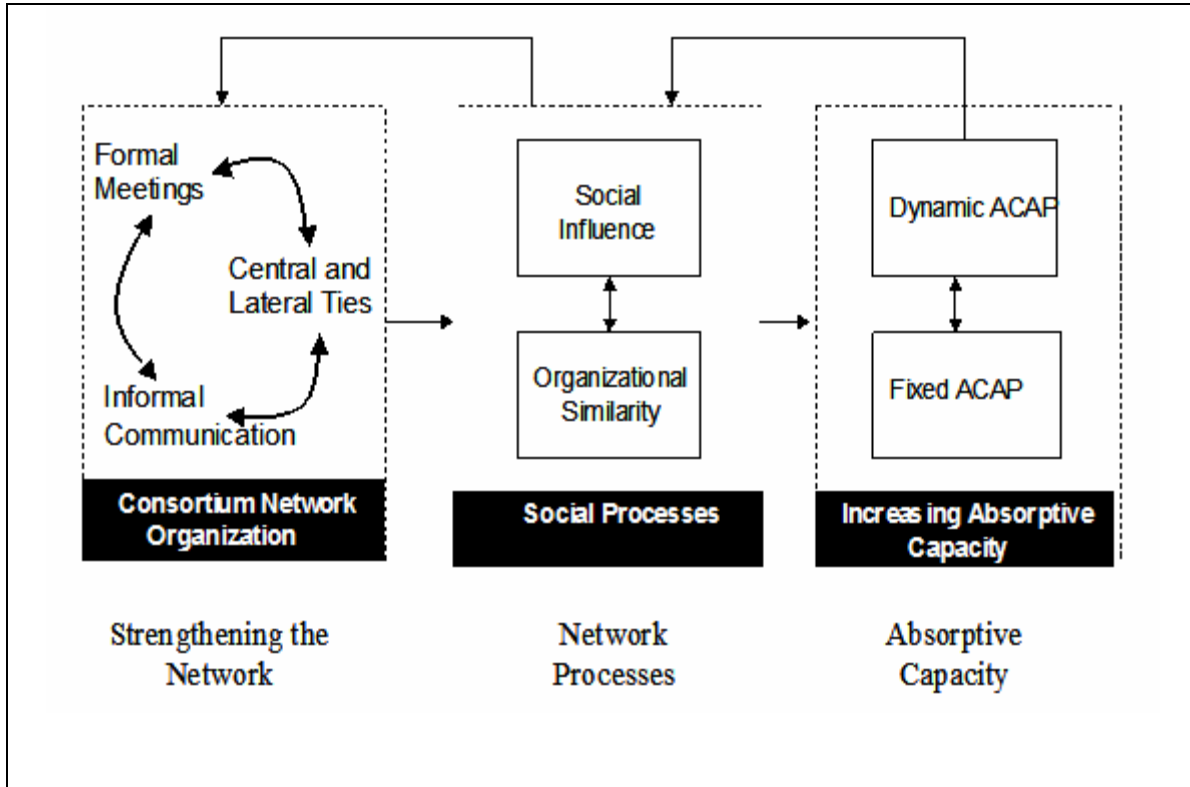 Formal
Meetings
Central and
Lateral Ties
Informal
Communication
Consortium Network
Organization
Strengthening the
Network
Social
Influence
Organizational
Similarity
Social Processes
Network
Processes
Dynamic ACAP
Fixed ACAP
Increasing Absorptive
Capacity
Absorptive
Capacity